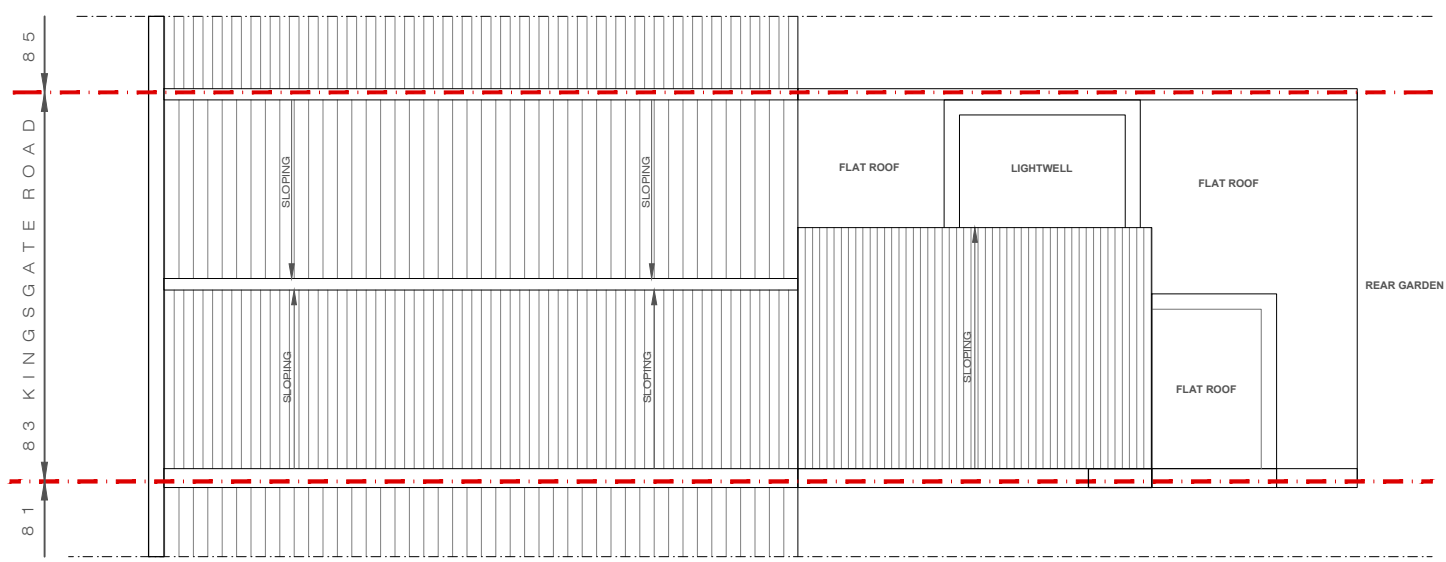 85
83 KINGSGATE ROAD
81
SLOPING
SLOPING
SLOPING
SLOPING
FLAT ROOF
LIGHTWELL
FLAT ROOF
SLOPING
FLAT ROOF
REAR GARDEN